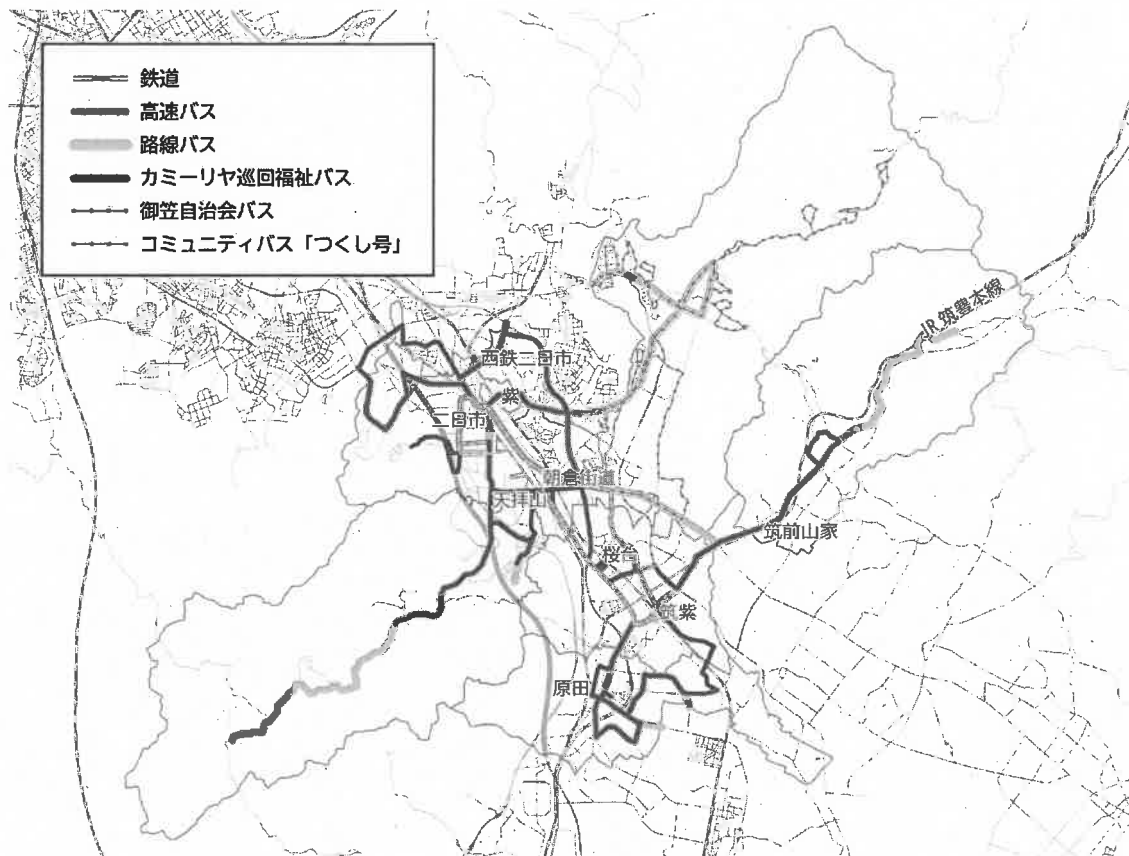 鉄道
高速バス
路線バス
カミーリヤ巡回福祉バス
御笠自治会バス
コミュニティバス「つくし号」
JR 筑豊本線
西鉄二日市
紫
二日市
朝倉街道
天拝山
筑前山家
桜台
筑紫
原田